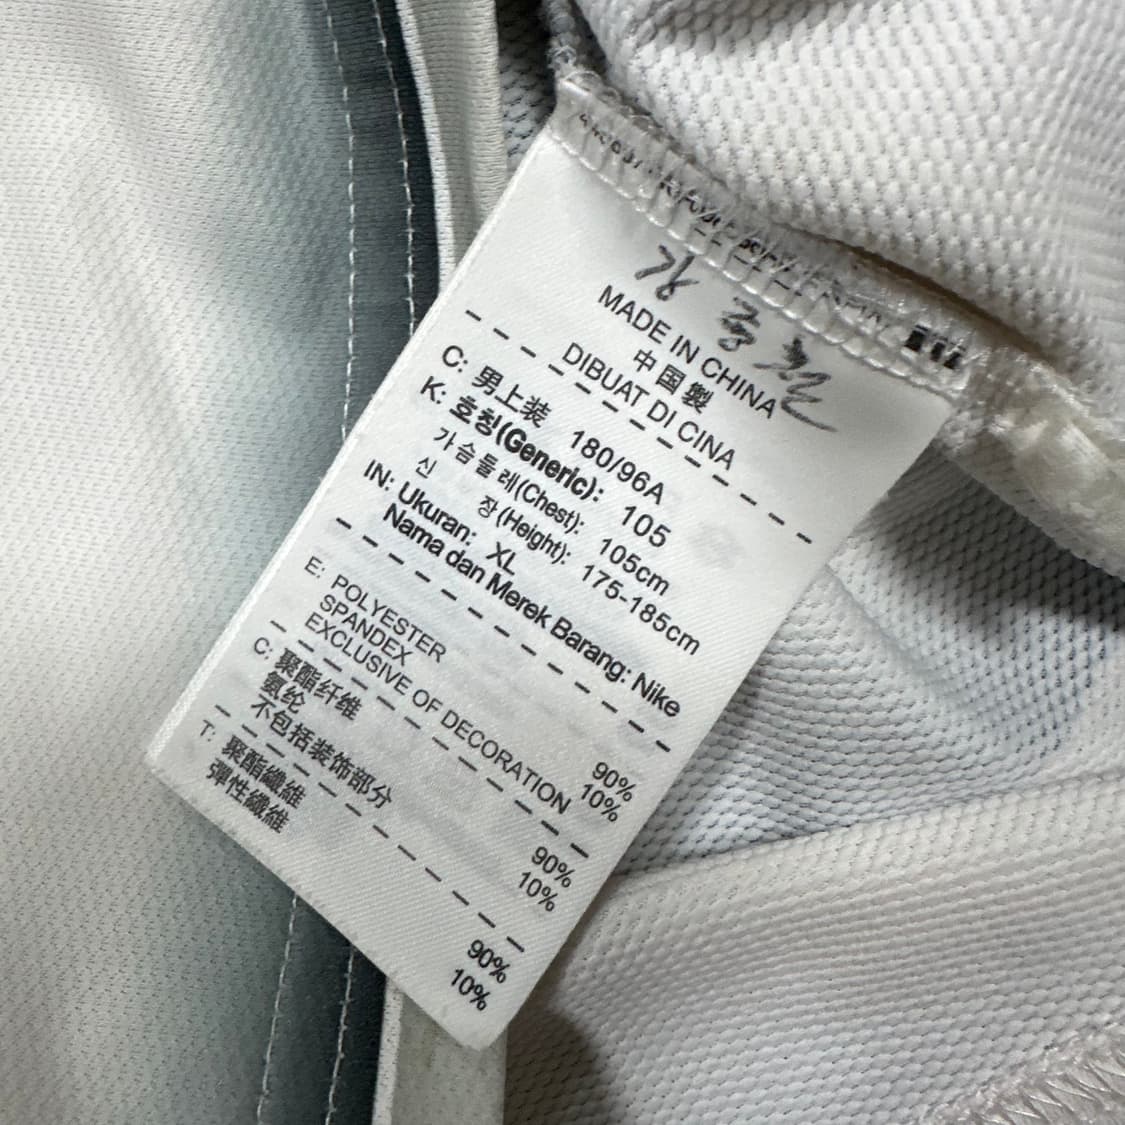 강종철
MADE IN CHINA
中国製
DIBUAT DI CINA
C: 男上装 180/96A
K: 호칭(Generic): 105
가슴둘레(Chest): 105cm
신 장(Height): 175-185cm
IN: Ukuran: XL
Nama dan Merek Barang: Nike
E: POLYESTER 90%
SPANDEX 10%
EXCLUSIVE OF DECORATION
C: 聚酯纤维 90%
氨纶 10%
不包括装饰部分
T: 聚酯纖維 90%
彈性纖維 10%